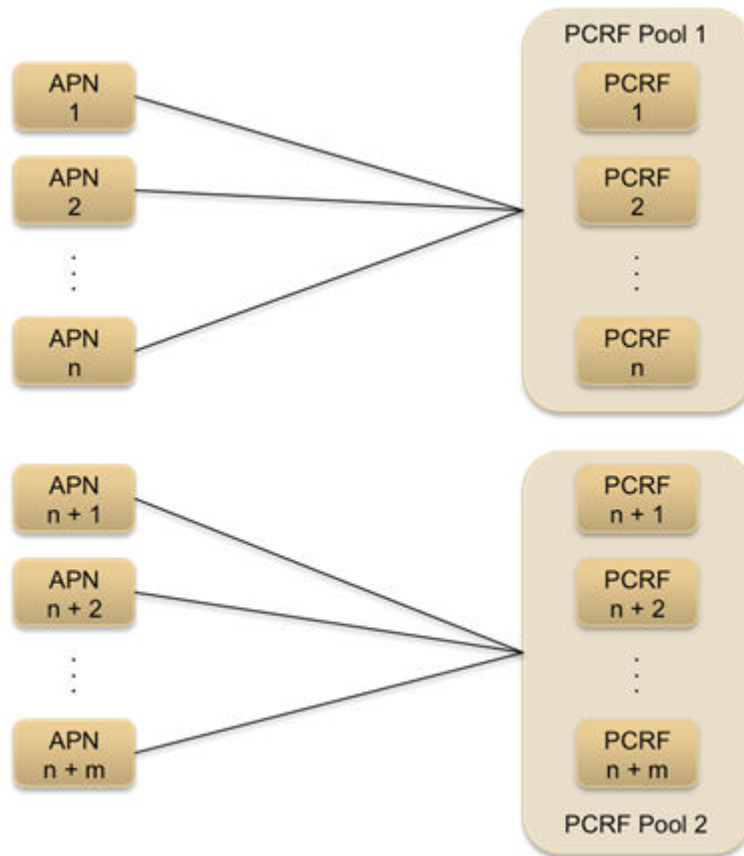 PCRF Pool 1
APN
1
PCRF
1
APN
2
PCRF
2
APN
n
PCRF
n
APN
n + 1
PCRF
n + 1
APN
n + 2
PCRF
n + 2
APN
n + m
PCRF
n + m
PCRF Pool 2